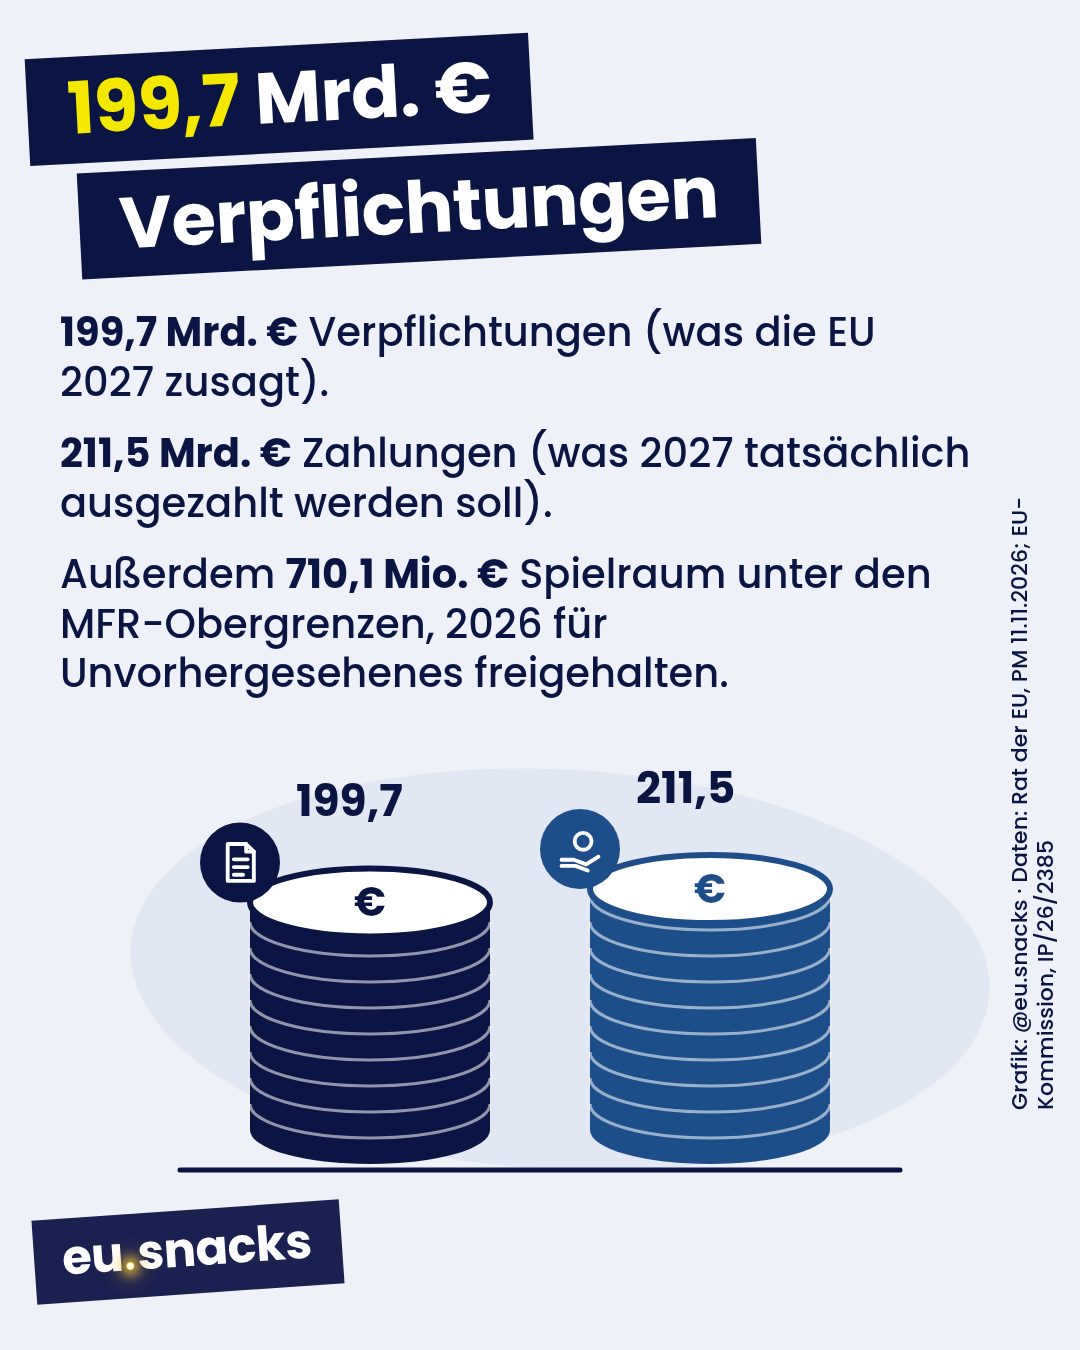 199,7 Mrd. €
Verpflichtungen
199,7 Mrd. € Verpflichtungen (was die EU
2027 zusagt).
211,5 Mrd. € Zahlungen (was 2027 tatsächlich
ausgezahlt werden soll).
Außerdem 710,1 Mio. € Spielraum unter den
MFR-Obergrenzen, 2026 für
Unvorhergesehenes freigehalten.
199,7
211,5
€
€
Grafik: @eu.snacks · Daten: Rat der EU, PM 11.11.2026; EU-
Kommission, IP/26/2385
eu.snacks